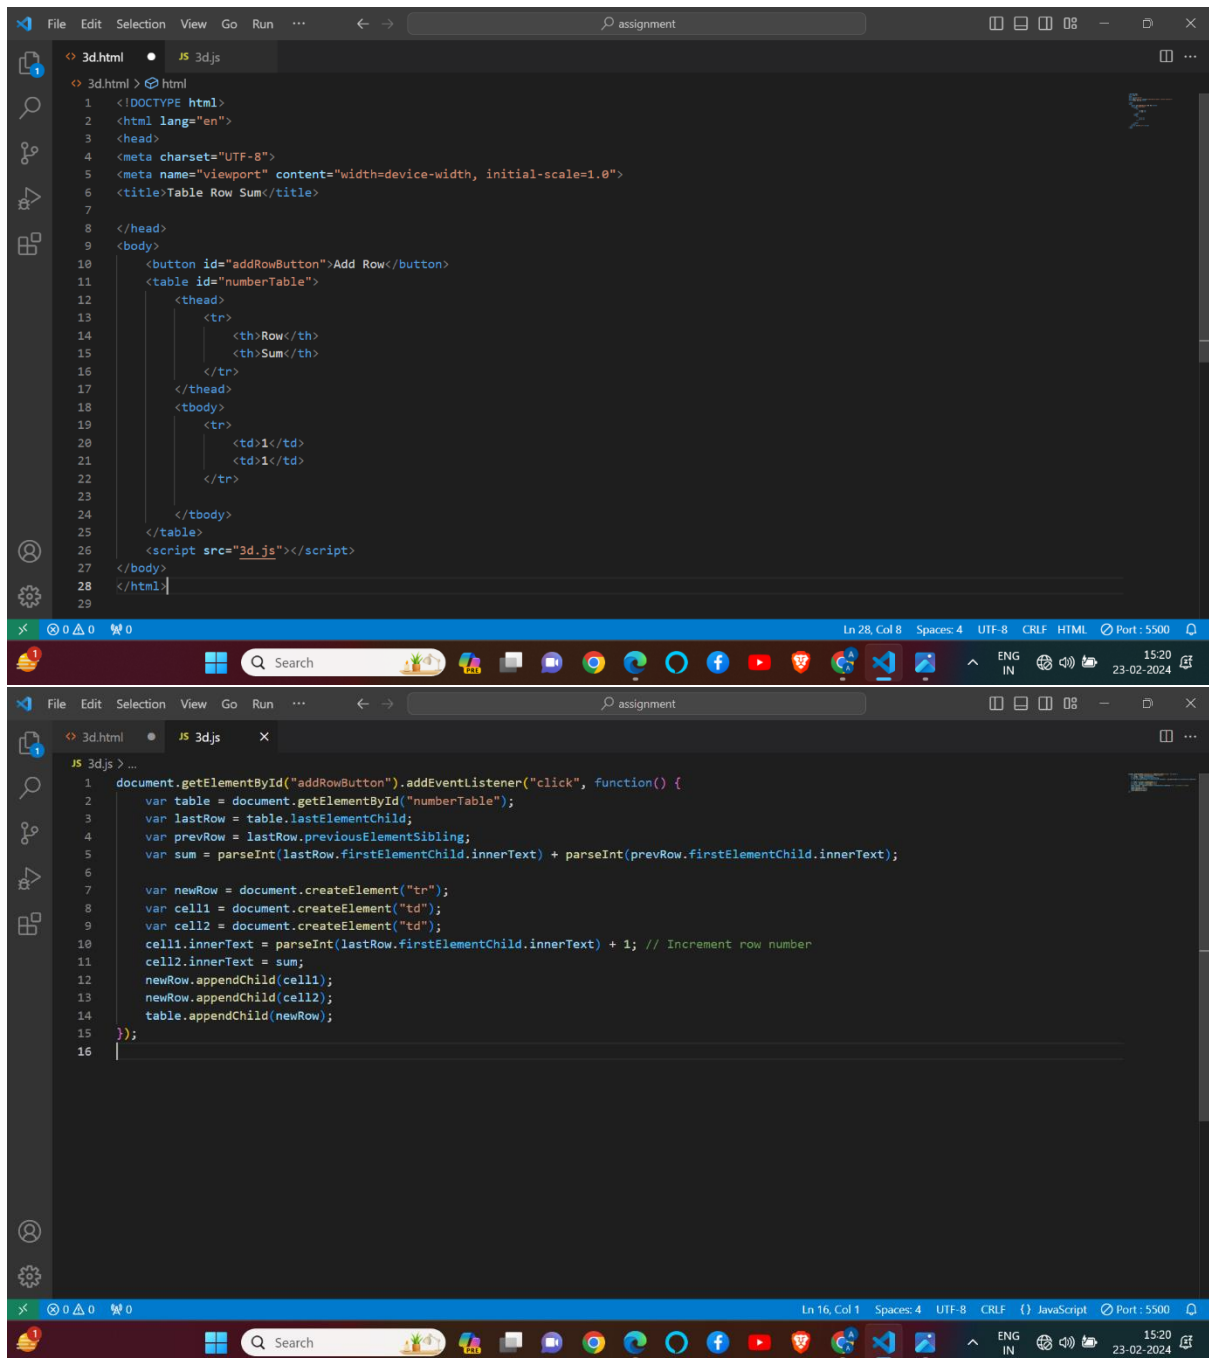 File Edit Selection View Go Run ··· assignment
3d.html JS 3d.js
3d.html > html
1 <!DOCTYPE html>
2 <html lang="en">
3 <head>
4 <meta charset="UTF-8">
5 <meta name="viewport" content="width=device-width, initial-scale=1.0">
6 <title>Table Row Sum</title>
7
8 </head>
9 <body>
10 <button id="addRowButton">Add Row</button>
11 <table id="numberTable">
12 <thead>
13 <tr>
14 <th>Row</th>
15 <th>Sum</th>
16 </tr>
17 </thead>
18 <tbody>
19 <tr>
20 <td>1</td>
21 <td>1</td>
22 </tr>
23
24 </tbody>
25 </table>
26 <script src="3d.js"></script>
27 </body>
28 </html>
29
0 0 0 Ln 28, Col 8 Spaces: 4 UTF-8 CRLF HTML Port : 5500
1 Search PRE ENG IN 15:20 23-02-2024
File Edit Selection View Go Run ··· assignment
3d.html JS 3d.js
JS 3d.js > ...
1 document.getElementById("addRowButton").addEventListener("click", function() {
2 var table = document.getElementById("numberTable");
3 var lastRow = table.lastElementChild;
4 var prevRow = lastRow.previousElementSibling;
5 var sum = parseInt(lastRow.firstElementChild.innerText) + parseInt(prevRow.firstElementChild.innerText);
6
7 var newRow = document.createElement("tr");
8 var cell1 = document.createElement("td");
9 var cell2 = document.createElement("td");
10 cell1.innerText = parseInt(lastRow.firstElementChild.innerText) + 1; // Increment row number
11 cell2.innerText = sum;
12 newRow.appendChild(cell1);
13 newRow.appendChild(cell2);
14 table.appendChild(newRow);
15 });
16
0 0 0 Ln 16, Col 1 Spaces: 4 UTF-8 CRLF {} JavaScript Port : 5500
1 Search PRE ENG IN 15:20 23-02-2024